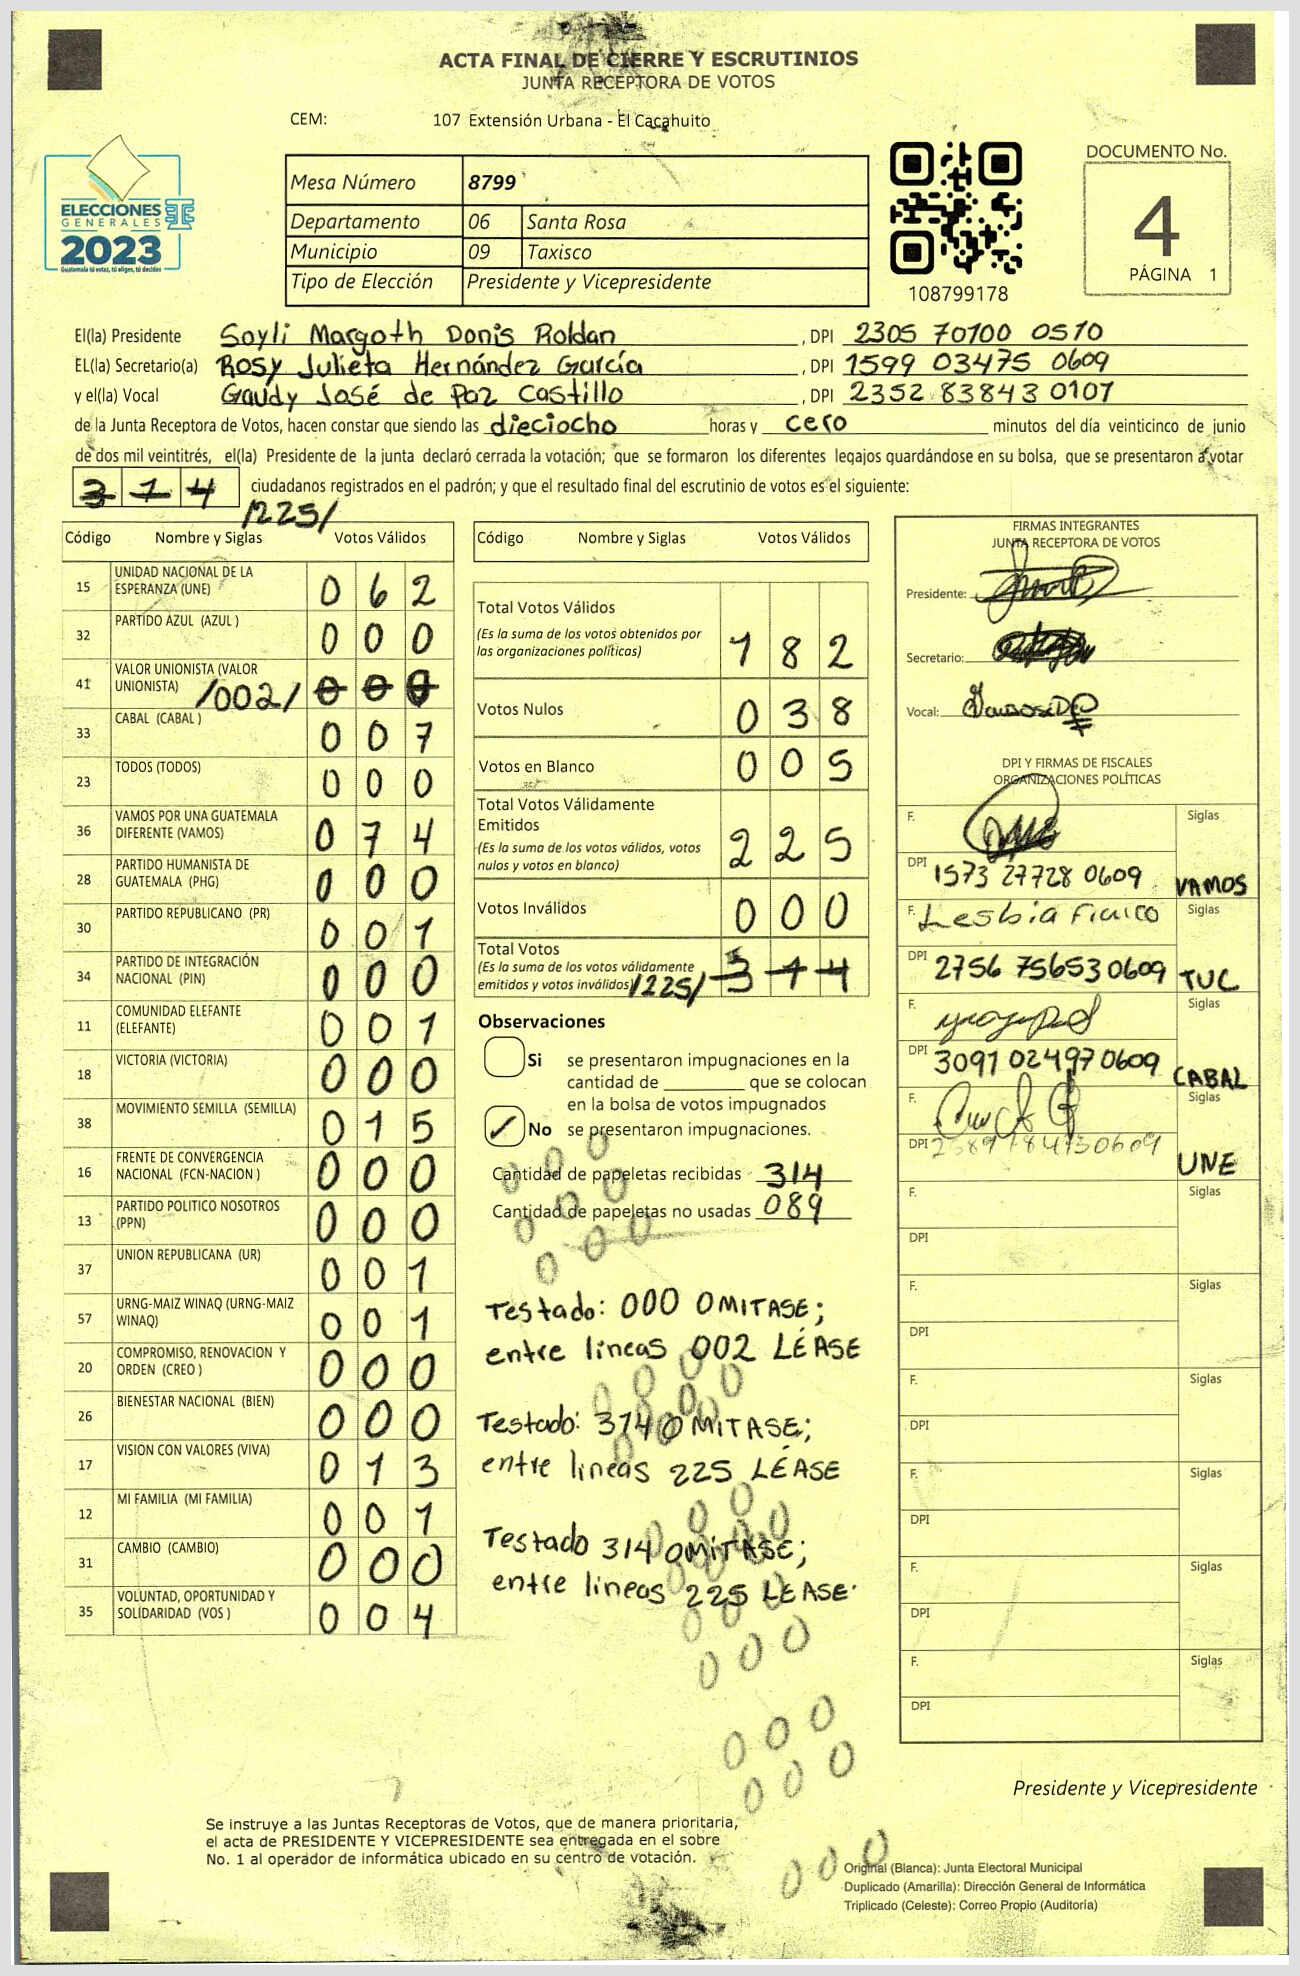 ACTA FINAL DE CIERRE Y ESCRUTINIOS
JUNTA RECEPTORA DE VOTOS
CEM: 107 Extensión Urbana - El Cacahuito
ELECCIONES
GENERALES
2023
Guatemala tú votas, tú eliges, tú decides
Mesa Número 8799
Departamento 06 Santa Rosa
Municipio 09 Taxisco
Tipo de Elección Presidente y Vicepresidente
108799178
DOCUMENTO No.
4
PÁGINA 1
El(la) Presidente Soyli Margoth Donis Roldan , DPI 2305 70100 0510
EL(la) Secretario(a) Rosy Julieta Hernández García , DPI 1599 03475 0609
y el(la) Vocal Gaudy José de Paz Castillo , DPI 2352 83843 0107
de la Junta Receptora de Votos, hacen constar que siendo las dieciocho horas y cero minutos del día veinticinco de junio
de dos mil veintitrés, el(la) Presidente de la junta declaró cerrada la votación; que se formaron los diferentes legajos guardándose en su bolsa, que se presentaron a votar
314 ciudadanos registrados en el padrón; y que el resultado final del escrutinio de votos es el siguiente:
/225/
Código Nombre y Siglas Votos Válidos
15 UNIDAD NACIONAL DE LA ESPERANZA (UNE) 0 6 2
32 PARTIDO AZUL (AZUL ) 0 0 0
41 VALOR UNIONISTA (VALOR UNIONISTA) /002/ 0 0 0
33 CABAL (CABAL ) 0 0 7
23 TODOS (TODOS) 0 0 0
36 VAMOS POR UNA GUATEMALA DIFERENTE (VAMOS) 0 7 4
28 PARTIDO HUMANISTA DE GUATEMALA (PHG) 0 0 0
30 PARTIDO REPUBLICANO (PR) 0 0 1
34 PARTIDO DE INTEGRACIÓN NACIONAL (PIN) 0 0 0
11 COMUNIDAD ELEFANTE (ELEFANTE) 0 0 1
18 VICTORIA (VICTORIA) 0 0 0
38 MOVIMIENTO SEMILLA (SEMILLA) 0 1 5
16 FRENTE DE CONVERGENCIA NACIONAL (FCN-NACION ) 0 0 0
13 PARTIDO POLITICO NOSOTROS (PPN) 0 0 0
37 UNION REPUBLICANA (UR) 0 0 1
57 URNG-MAIZ WINAQ (URNG-MAIZ WINAQ) 0 0 1
20 COMPROMISO, RENOVACION Y ORDEN (CREO ) 0 0 0
26 BIENESTAR NACIONAL (BIEN) 0 0 0
17 VISION CON VALORES (VIVA) 0 1 3
12 MI FAMILIA (MI FAMILIA) 0 0 1
31 CAMBIO (CAMBIO) 0 0 0
35 VOLUNTAD, OPORTUNIDAD Y SOLIDARIDAD (VOS ) 0 0 4
Código Nombre y Siglas Votos Válidos
Total Votos Válidos
(Es la suma de los votos obtenidos por
las organizaciones políticas) 1 8 2
Votos Nulos 0 3 8
Votos en Blanco 0 0 5
Total Votos Válidamente
Emitidos
(Es la suma de los votos válidos, votos
nulos y votos en blanco) 2 2 5
Votos Inválidos 0 0 0
Total Votos
(Es la suma de los votos válidamente
emitidos y votos inválidos) /225/ 3 1 4
Observaciones
Si se presentaron impugnaciones en la
cantidad de ________ que se colocan
en la bolsa de votos impugnados
✓ No se presentaron impugnaciones.
Cantidad de papeletas recibidas 314
Cantidad de papeletas no usadas 089
Testado: 000 OMITASE;
entre lineas 002 LÉASE
Testado: 314 OMITASE;
entre lineas 225 LÉASE
Testado 314 OMITASE;
entre lineas 225 LEASE
FIRMAS INTEGRANTES
JUNTA RECEPTORA DE VOTOS
Presidente:
Secretario:
Vocal:
DPI Y FIRMAS DE FISCALES
ORGANIZACIONES POLÍTICAS
F. Siglas
DPI 1573 27728 0609 VAMOS
F. Lesbia Siglas
DPI 2756 75653 0609 TUC
F. Siglas
DPI 3091 02497 0609 CABAL
F. Siglas
DPI UNE
F. Siglas
DPI
F. Siglas
DPI
F. Siglas
DPI
F. Siglas
DPI
F. Siglas
DPI
F. Siglas
DPI
Presidente y Vicepresidente
Se instruye a las Juntas Receptoras de Votos, que de manera prioritaria,
el acta de PRESIDENTE Y VICEPRESIDENTE sea entregada en el sobre
No. 1 al operador de informática ubicado en su centro de votación.
Original (Blanca): Junta Electoral Municipal
Duplicado (Amarilla): Dirección General de Informática
Triplicado (Celeste): Correo Propio (Auditoría)